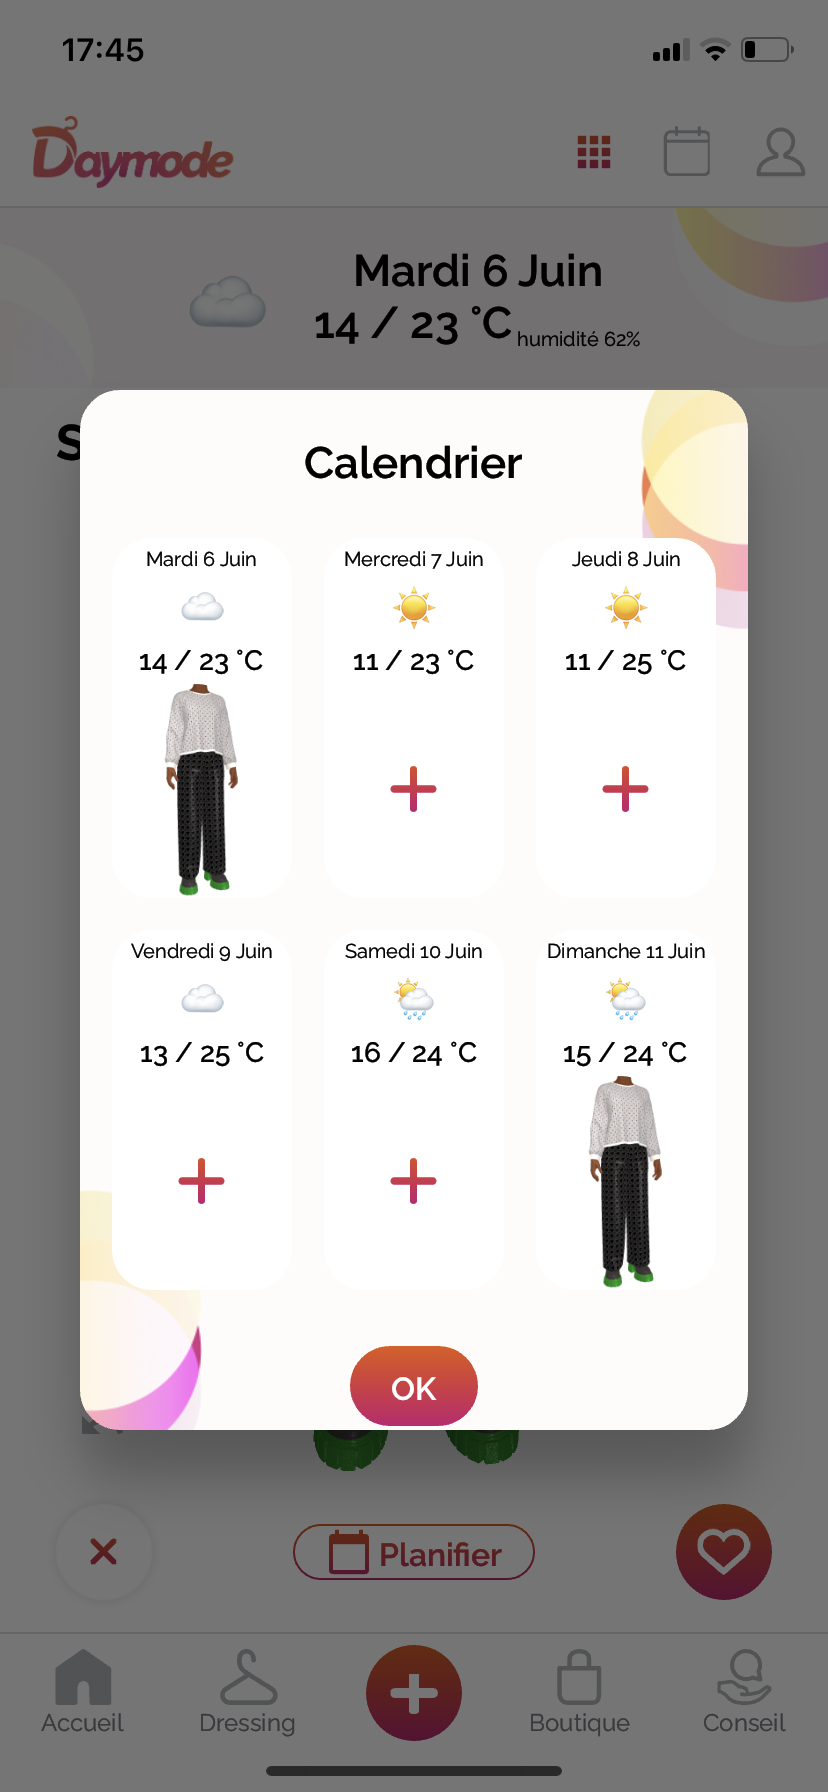 17:45
Daymode
Mardi 6 Juin
14 / 23 °C humidité 62%
S
Calendrier
Mardi 6 Juin
14 / 23 °C
Mercredi 7 Juin
11 / 23 °C
Jeudi 8 Juin
11 / 25 °C
Vendredi 9 Juin
13 / 25 °C
Samedi 10 Juin
16 / 24 °C
Dimanche 11 Juin
15 / 24 °C
OK
Planifier
Accueil
Dressing
Boutique
Conseil